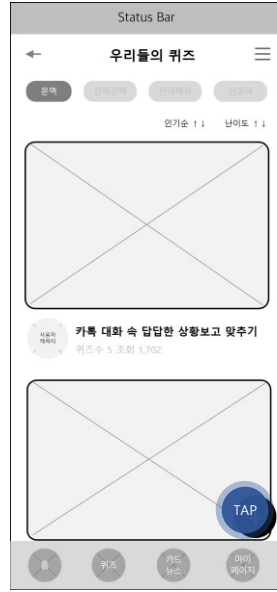 Status Bar
우리들의 퀴즈
문맥 단어선택 단어해석 신조어
인기순 ↑↓ 난이도 ↑↓
사용자
캐릭터
카톡 대화 속 답답한 상황보고 맞추기
퀴즈수 5 조회 1,702
TAP
홈 퀴즈 카드
뉴스 마이
페이지